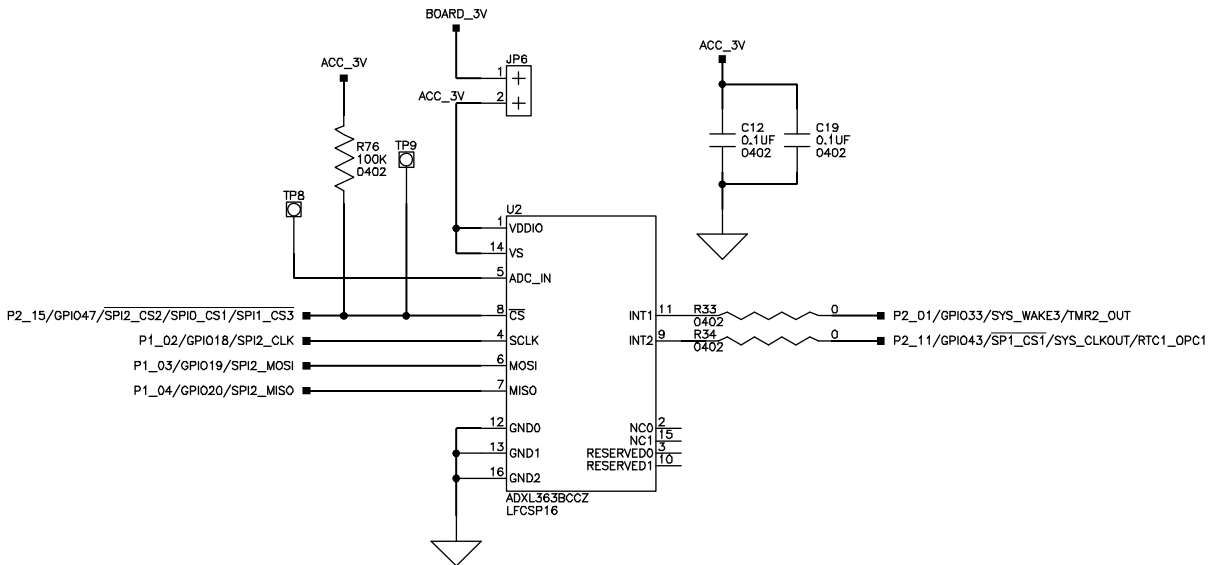 BOARD_3V
JP6
1
2
ACC_3V
ACC_3V
R76
100K
0402
TP9
TP8
ACC_3V
C12
0.1UF
0402
C19
0.1UF
0402
U2
1 VDDIO
14 VS
5 ADC_IN
P2_15/GPIO47/SPI2_CS2/SPI0_CS1/SPI1_CS3 8 CS
P1_02/GPIO18/SPI2_CLK 4 SCLK
P1_03/GPIO19/SPI2_MOSI 6 MOSI
P1_04/GPIO20/SPI2_MISO 7 MISO
12 GND0
13 GND1
16 GND2
INT1 11 R33 0 P2_01/GPIO33/SYS_WAKE3/TMR2_OUT
0402
INT2 9 R34 0 P2_11/GPIO43/SP1_CS1/SYS_CLKOUT/RTC1_OPC1
0402
NC0 2
NC1 15
RESERVED0 3
RESERVED1 10
ADXL363BCCZ
LFCSP16